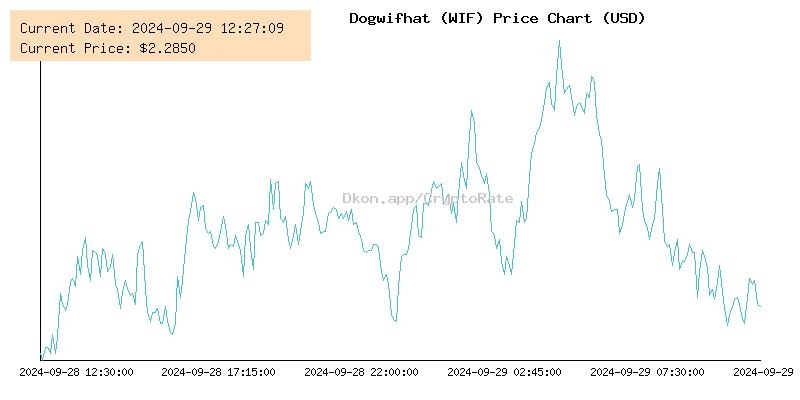 Dogwifhat (WIF) Price Chart (USD)
Current Date: 2024-09-29 12:27:09
Current Price: $2.2850
Dkon.app/CryptoRate
2024-09-28 12:30:00 2024-09-28 17:15:00 2024-09-28 22:00:00 2024-09-29 02:45:00 2024-09-29 07:30:00 2024-09-29